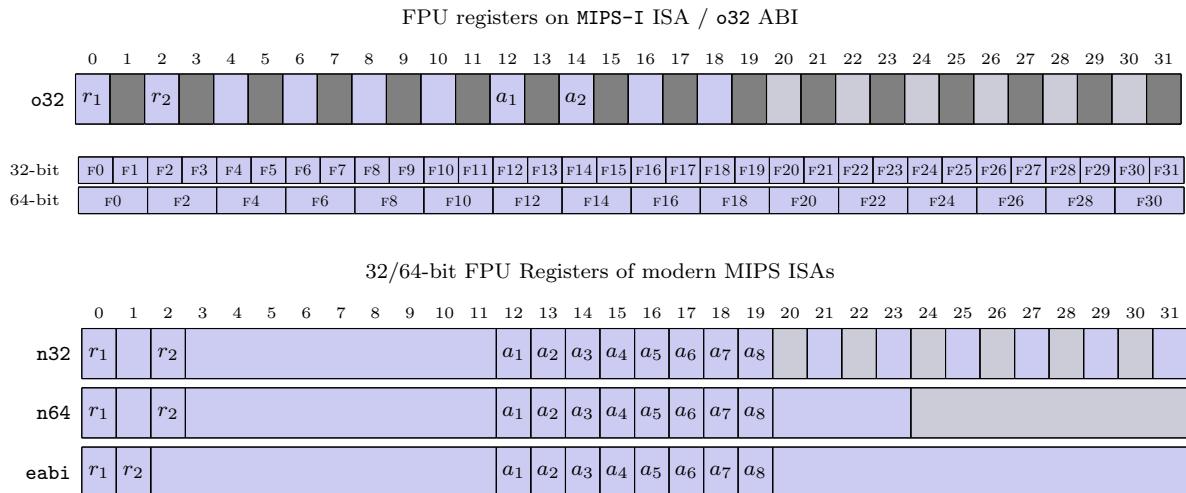 FPU registers on MIPS-I ISA / o32 ABI
0 1 2 3 4 5 6 7 8 9 10 11 12 13 14 15 16 17 18 19 20 21 22 23 24 25 26 27 28 29 30 31
o32 r1 r2 a1 a2
32-bit F0 F1 F2 F3 F4 F5 F6 F7 F8 F9 F10 F11 F12 F13 F14 F15 F16 F17 F18 F19 F20 F21 F22 F23 F24 F25 F26 F27 F28 F29 F30 F31
64-bit F0 F2 F4 F6 F8 F10 F12 F14 F16 F18 F20 F22 F24 F26 F28 F30
32/64-bit FPU Registers of modern MIPS ISAs
0 1 2 3 4 5 6 7 8 9 10 11 12 13 14 15 16 17 18 19 20 21 22 23 24 25 26 27 28 29 30 31
n32 r1 r2 a1 a2 a3 a4 a5 a6 a7 a8
n64 r1 r2 a1 a2 a3 a4 a5 a6 a7 a8
eabi r1 r2 a1 a2 a3 a4 a5 a6 a7 a8